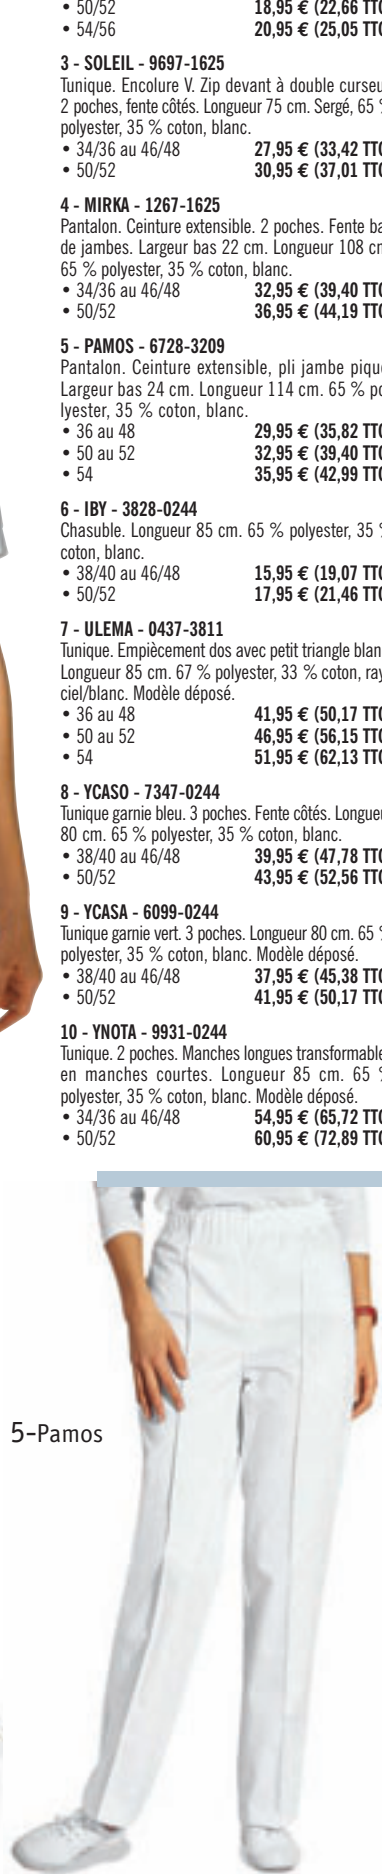 • 50/52 18,95 € (22,66 TTC
• 54/56 20,95 € (25,05 TTC
3 - SOLEIL - 9697-1625
Tunique. Encolure V. Zip devant à double curseu
2 poches, fente côtés. Longueur 75 cm. Sergé, 65 %
polyester, 35 % coton, blanc.
• 34/36 au 46/48 27,95 € (33,42 TTC
• 50/52 30,95 € (37,01 TTC
4 - MIRKA - 1267-1625
Pantalon. Ceinture extensible. 2 poches. Fente ba
de jambes. Largeur bas 22 cm. Longueur 108 cm
65 % polyester, 35 % coton, blanc.
• 34/36 au 46/48 32,95 € (39,40 TTC
• 50/52 36,95 € (44,19 TTC
5 - PAMOS - 6728-3209
Pantalon. Ceinture extensible, pli jambe pique
Largeur bas 24 cm. Longueur 114 cm. 65 % po
lyester, 35 % coton, blanc.
• 36 au 48 29,95 € (35,82 TTC
• 50 au 52 32,95 € (39,40 TTC
• 54 35,95 € (42,99 TTC
6 - IBY - 3828-0244
Chasuble. Longueur 85 cm. 65 % polyester, 35 %
coton, blanc.
• 38/40 au 46/48 15,95 € (19,07 TTC
• 50/52 17,95 € (21,46 TTC
7 - ULEMA - 0437-3811
Tunique. Empiècement dos avec petit triangle blan
Longueur 85 cm. 67 % polyester, 33 % coton, ray
ciel/blanc. Modèle déposé.
• 36 au 48 41,95 € (50,17 TTC
• 50 au 52 46,95 € (56,15 TTC
• 54 51,95 € (62,13 TTC
8 - YCASO - 7347-0244
Tunique garnie bleu. 3 poches. Fente côtés. Longueur
80 cm. 65 % polyester, 35 % coton, blanc.
• 38/40 au 46/48 39,95 € (47,78 TTC
• 50/52 43,95 € (52,56 TTC
9 - YCASA - 6099-0244
Tunique garnie vert. 3 poches. Longueur 80 cm. 65 %
polyester, 35 % coton, blanc. Modèle déposé.
• 38/40 au 46/48 37,95 € (45,38 TTC
• 50/52 41,95 € (50,17 TTC
10 - YNOTA - 9931-0244
Tunique. 2 poches. Manches longues transformable
en manches courtes. Longueur 85 cm. 65 %
polyester, 35 % coton, blanc. Modèle déposé.
• 34/36 au 46/48 54,95 € (65,72 TTC
• 50/52 60,95 € (72,89 TTC
5-Pamos